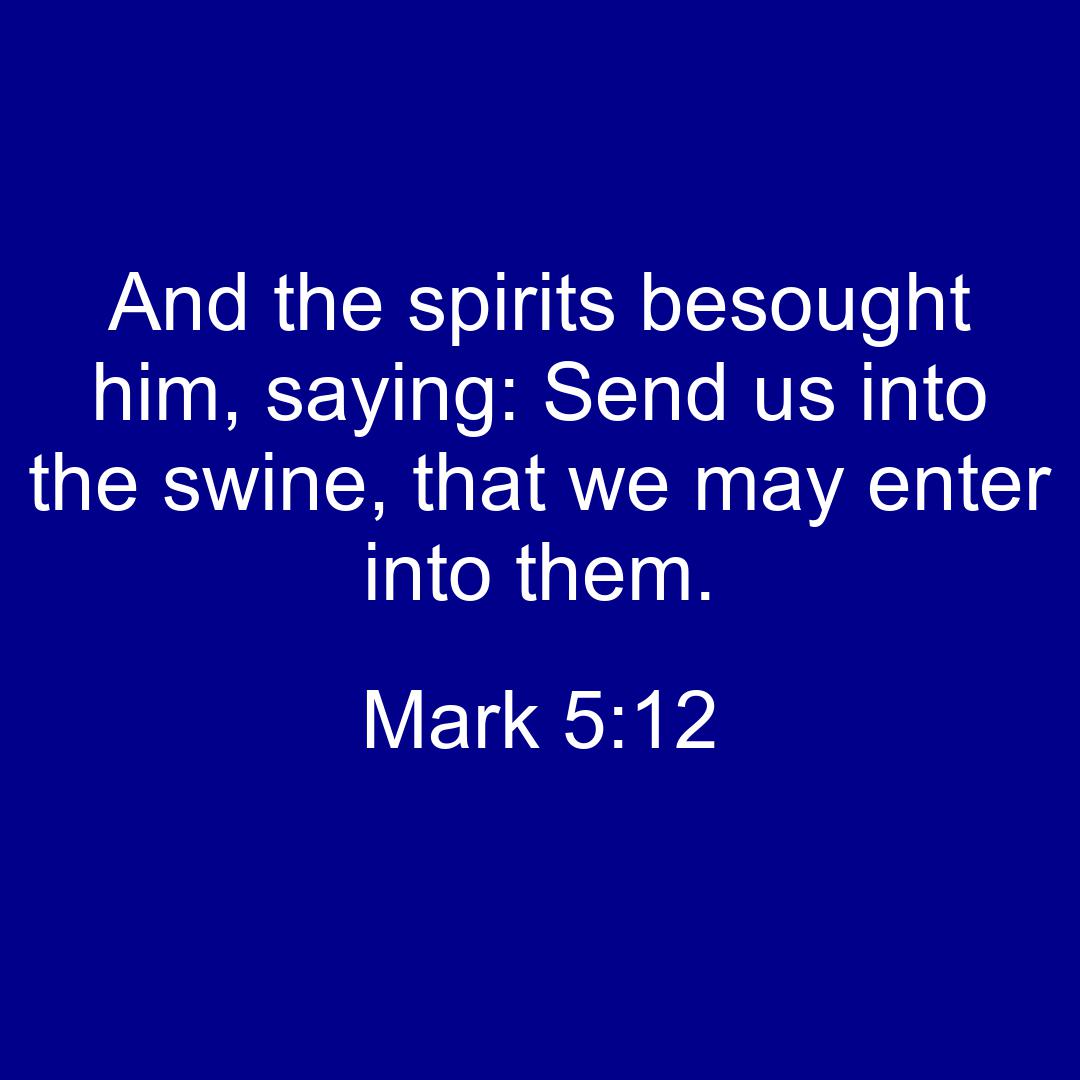 And the spirits besought
him, saying: Send us into
the swine, that we may enter
into them.
Mark 5:12